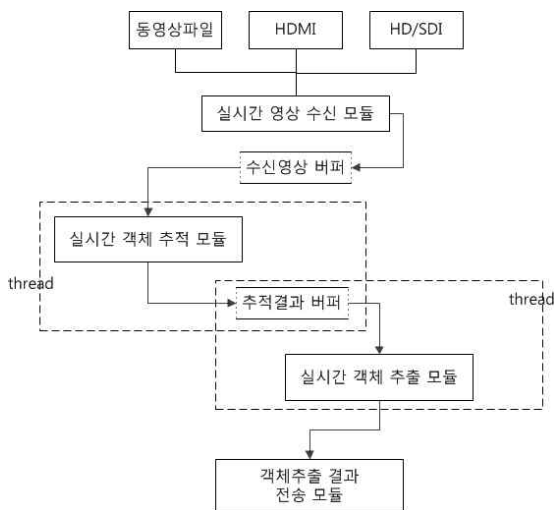 동영상파일
HDMI
HD/SDI
실시간 영상 수신 모듈
수신영상 버퍼
실시간 객체 추적 모듈
thread
추적결과 버퍼
thread
실시간 객체 추출 모듈
객체추출 결과
전송 모듈